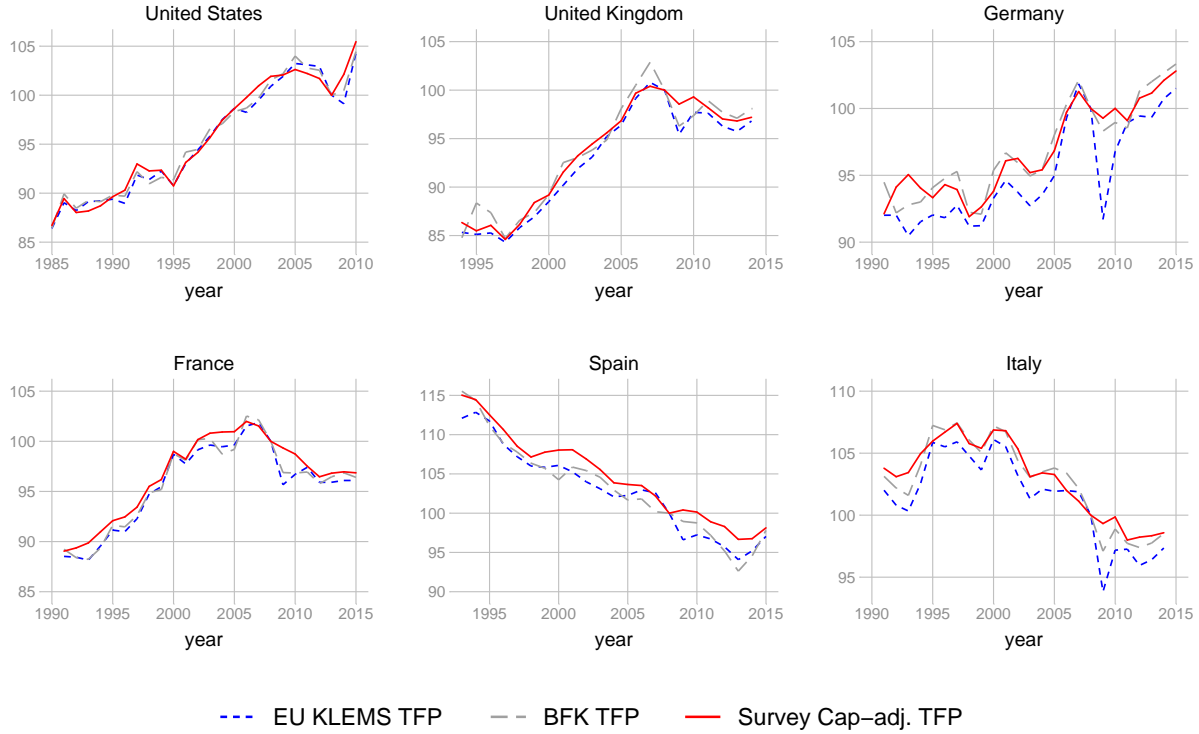 United States
105
100
95
90
85
1985 1990 1995 2000 2005 2010
year
United Kingdom
105
100
95
90
85
1995 2000 2005 2010 2015
year
Germany
105
100
95
90
1990 1995 2000 2005 2010 2015
year
France
105
100
95
90
85
1990 1995 2000 2005 2010 2015
year
Spain
115
110
105
100
95
90
1995 2000 2005 2010 2015
year
Italy
110
105
100
95
1990 1995 2000 2005 2010 2015
year
EU KLEMS TFP BFK TFP Survey Cap−adj. TFP